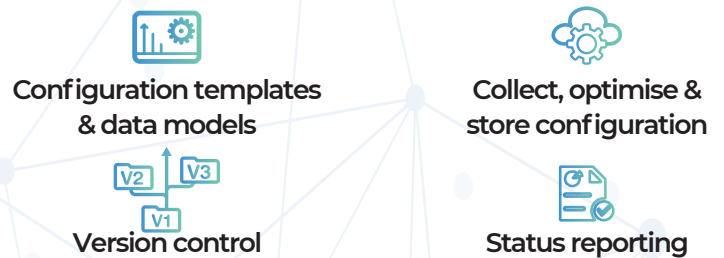 Configuration templates
& data models
Collect, optimise &
store configuration
V2
V3
V1
Version control
Status reporting